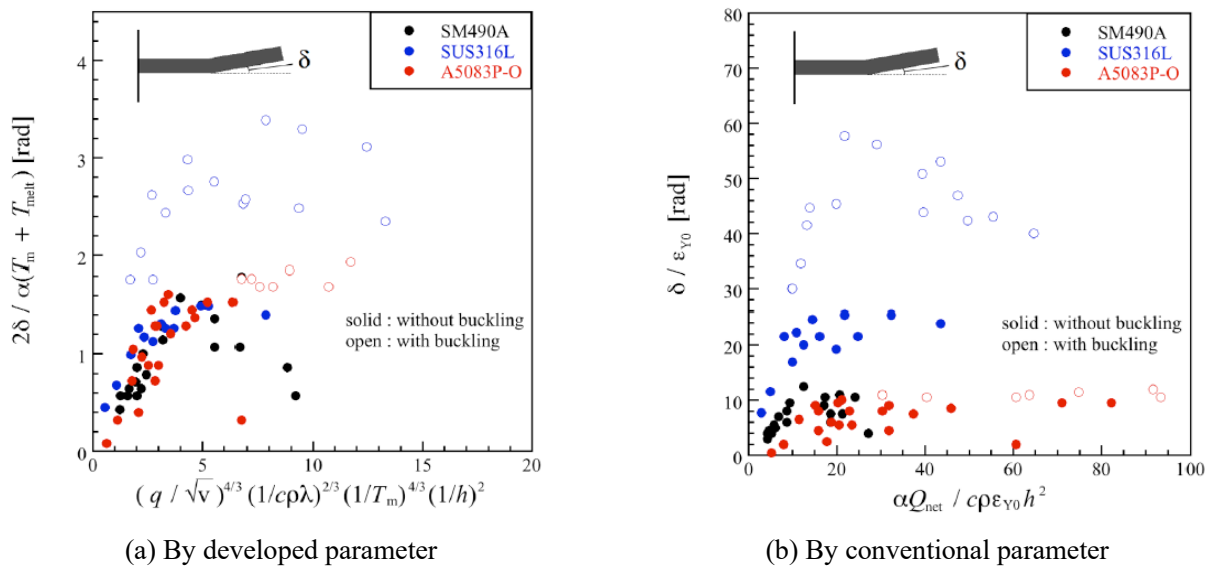 2δ / α(Tm + Tmelt) [rad]
4
3
2
1
0
0
5
10
15
20
δ
SM490A
SUS316L
A5083P-O
solid : without buckling
open : with buckling
( q / √v )^4/3 (1/cρλ)^2/3 (1/Tm)^4/3 (1/h)^2
(a) By developed parameter
δ / εY0 [rad]
80
70
60
50
40
30
20
10
0
0
20
40
60
80
100
δ
SM490A
SUS316L
A5083P-O
solid : without buckling
open : with buckling
αQnet / cρεY0h^2
(b) By conventional parameter